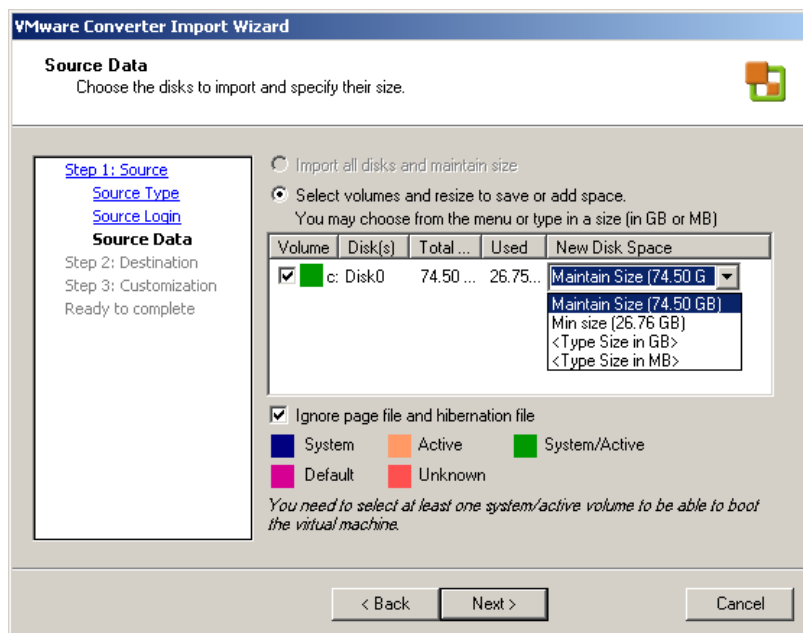 VMware Converter Import Wizard
Source Data
Choose the disks to import and specify their size.
Step 1: Source
Source Type
Source Login
Source Data
Step 2: Destination
Step 3: Customization
Ready to complete
Import all disks and maintain size
Select volumes and resize to save or add space.
You may choose from the menu or type in a size (in GB or MB)
Volume Disk(s) Total ... Used New Disk Space
c: Disk0 74.50 ... 26.75... Maintain Size (74.50 G
Maintain Size (74.50 GB)
Min size (26.76 GB)
<Type Size in GB>
<Type Size in MB>
Ignore page file and hibernation file
System Active System/Active
Default Unknown
You need to select at least one system/active volume to be able to boot
the virtual machine.
< Back Next > Cancel